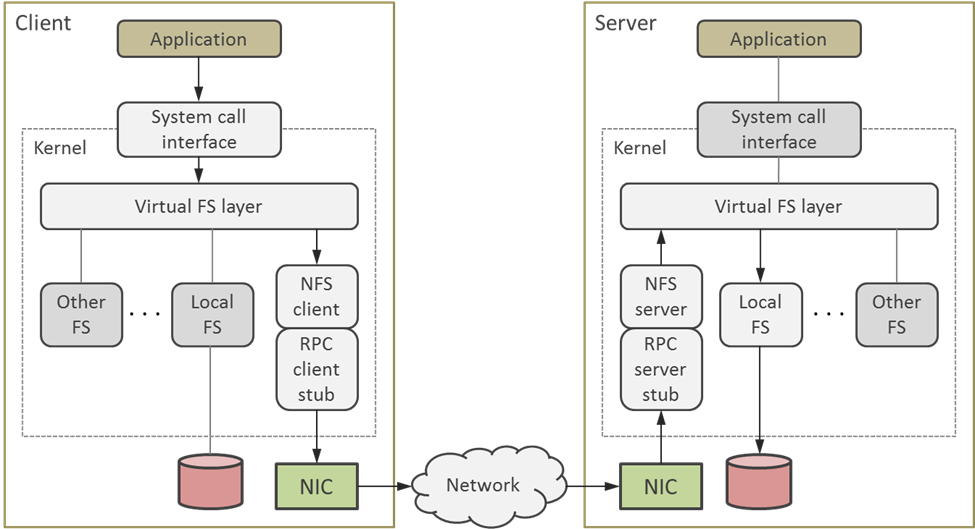 Client
Application
System call
interface
Kernel
Virtual FS layer
Other
FS
. . .
Local
FS
NFS
client
RPC
client
stub
NIC
Network
Server
Application
System call
interface
Kernel
Virtual FS layer
NFS
server
RPC
server
stub
Local
FS
. . .
Other
FS
NIC